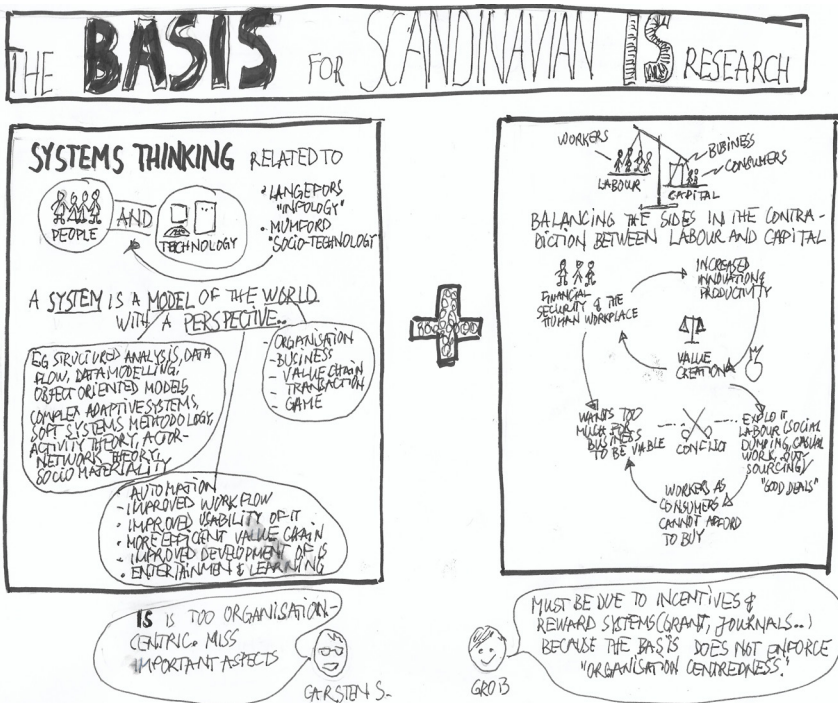 THE BASIS FOR SCANDINAVIAN IS RESEARCH
SYSTEMS THINKING RELATED TO
PEOPLE
AND
TECHNOLOGY
• LANGEFORS
"INFOLOGY"
• MUMFORD
"SOCIO-TECHNOLOGY
A SYSTEM IS A MODEL OF THE WORLD
WITH A PERSPECTIVE..
EG STRUCTURED ANALYSIS, DATA
FLOW, DATAMODELLING,
OBJECT ORIENTED MODELS
COMPLEX ADAPTIVE SYSTEMS,
SOFT SYSTEMS METHODOLOGY,
ACTIVITY THEORY, ACTOR-
NETWORK THEORY,
SOCIO MATERIALITY
- ORGANISATION
- BUSINESS
- VALUE CHAIN
- TRANSACTION
- GAME
• AUTOMATION
- IMPROVED WORKFLOW
• IMPROVED USABILITY OF IT
• MORE EFFICIENT VALUE CHAIN
• IMPROVED DEVELOPMENT OF IS
• ENTERTAINMENT & LEARNING
WORKERS
LABOUR
BUBINESS
CONSUMERS
CAPITAL
BALANCING THE SIDES IN THE CONTRA-
DICTION BETWEEN LABOUR AND CAPITAL
FINANCIAL
SECURITY & THE
HUMAN WORKPLACE
INCREASED
INNOVATION &
PRODUCTIVITY
VALUE
CREATION
WANTS TOO
MUCH FOR
BUSINESS
TO BE VIABLE
CONFLICT
EXPLOIT
LABOUR (SOCIAL
DUMPING, CASUAL
WORK, OUT
SOURCING)
"GOOD DEALS"
WORKERS AS
CONSUMERS
CANNOT AFFORD
TO BUY
IS IS TOO ORGANISATION-
CENTRIC. MISS
IMPORTANT ASPECTS
CARSTEN S-
MUST BE DUE TO INCENTIVES &
REWARD SYSTEMS (GRANT, JOURNALS..)
BECAUSE THE BASIS DOES NOT ENFORCE
"ORGANISATION CENTREDNESS."
GRO B